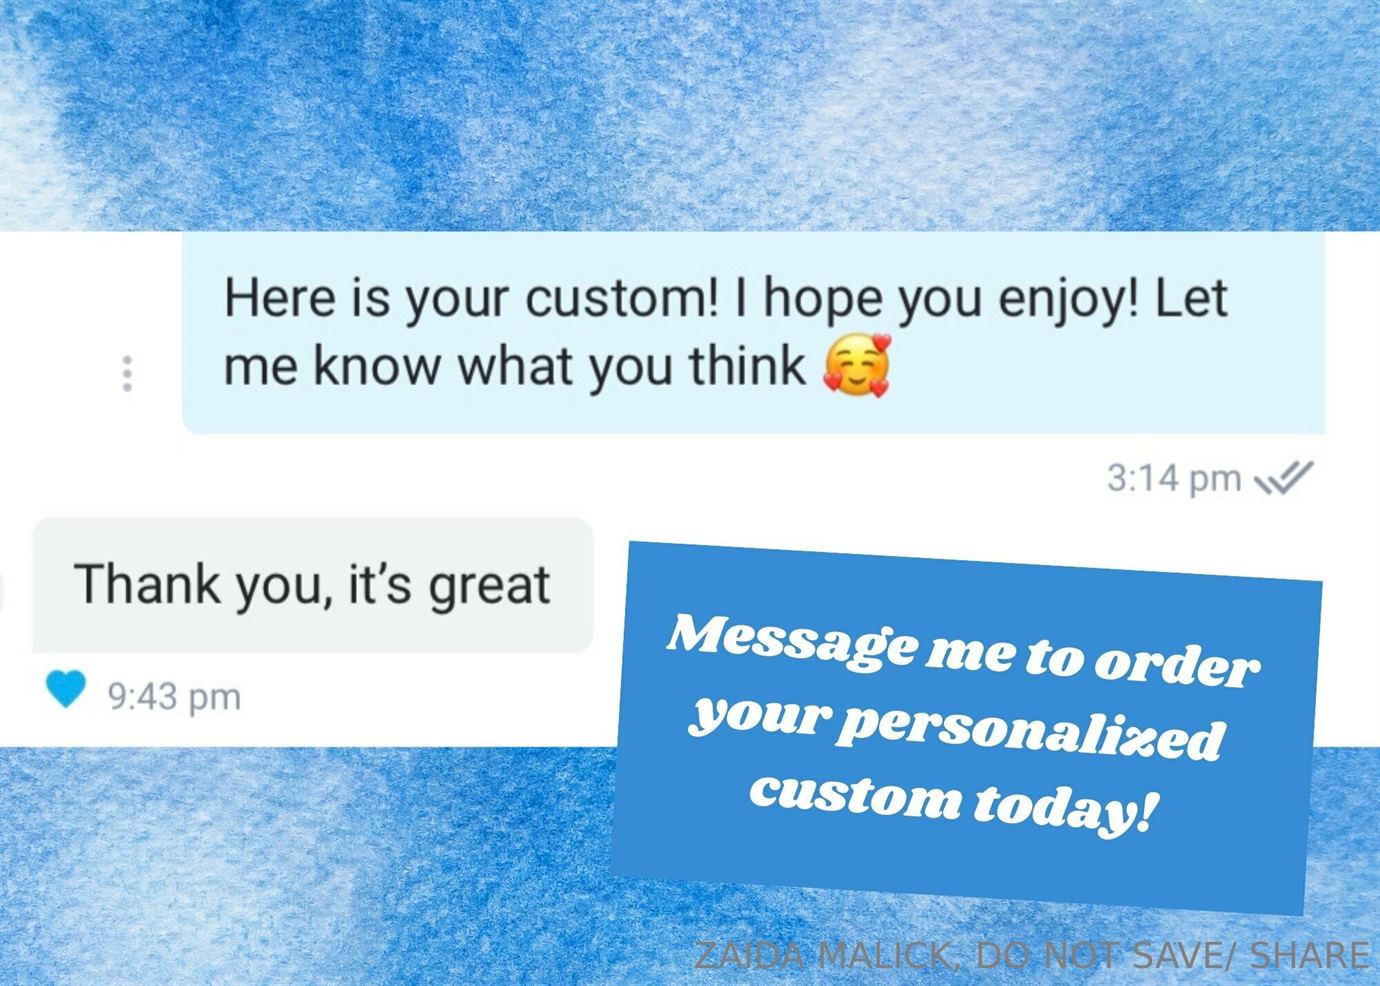 Here is your custom! I hope you enjoy! Let
me know what you think 🥰
3:14 pm
Thank you, it’s great
9:43 pm
Message me to order
your personalized
custom today!
ZAIDA MALICK, DO NOT SAVE/ SHARE